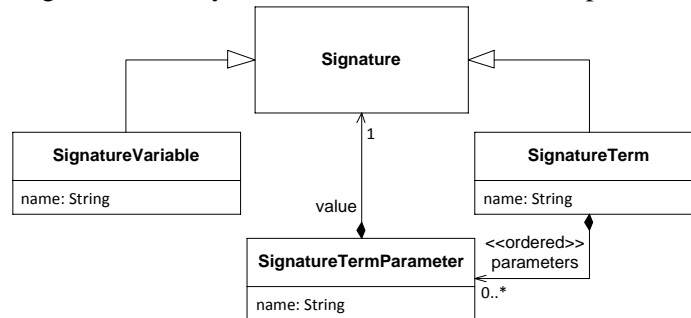 Signature
1
SignatureVariable
name: String
SignatureTerm
name: String
value
<<ordered>>
parameters
0..*
SignatureTermParameter
name: String